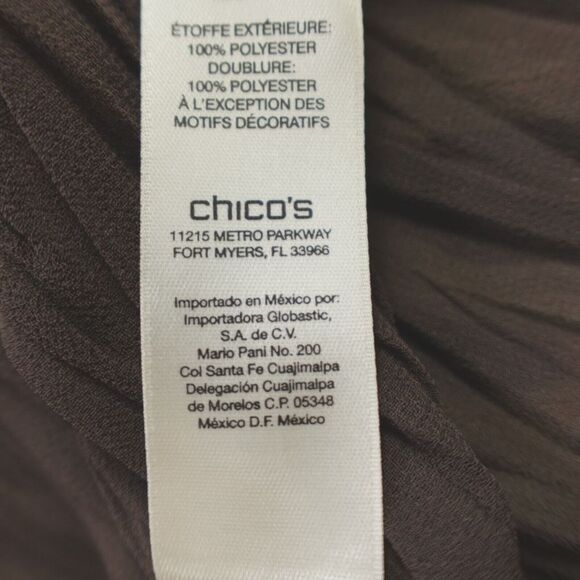 ÉTOFFE EXTÉRIEURE:
100% POLYESTER
DOUBLURE:
100% POLYESTER
À L'EXCEPTION DES
MOTIFS DÉCORATIFS
chico's
11215 METRO PARKWAY
FORT MYERS, FL 33966
Importado en México por:
Importadora Globastic,
S.A. de C.V.
Mario Pani No. 200
Col Santa Fe Cuajimalpa
Delegación Cuajimalpa
de Morelos C.P. 05348
México D.F. México